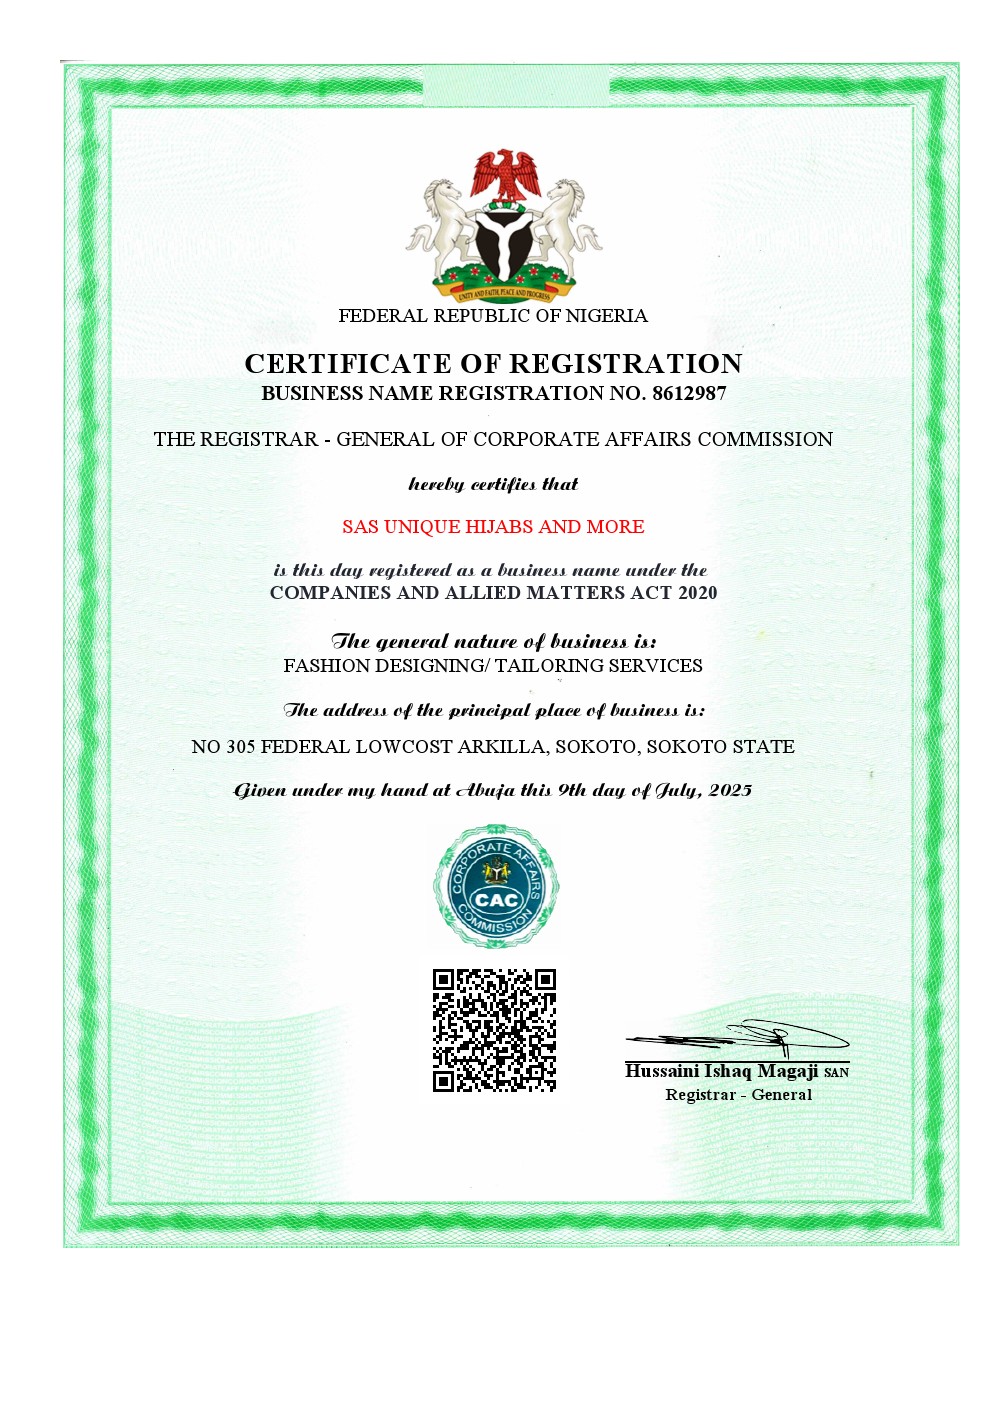 UNITY AND FAITH, PEACE AND PROGRESS
FEDERAL REPUBLIC OF NIGERIA
CERTIFICATE OF REGISTRATION
BUSINESS NAME REGISTRATION NO. 8612987
THE REGISTRAR - GENERAL OF CORPORATE AFFAIRS COMMISSION
hereby certifies that
SAS UNIQUE HIJABS AND MORE
is this day registered as a business name under the
COMPANIES AND ALLIED MATTERS ACT 2020
The general nature of business is:
FASHION DESIGNING/ TAILORING SERVICES
The address of the principal place of business is:
NO 305 FEDERAL LOWCOST ARKILLA, SOKOTO, SOKOTO STATE
Given under my hand at Abuja this 9th day of July, 2025
CORPORATE AFFAIRS
CAC
COMMISSION
Hussaini Ishaq Magaji SAN
Registrar - General